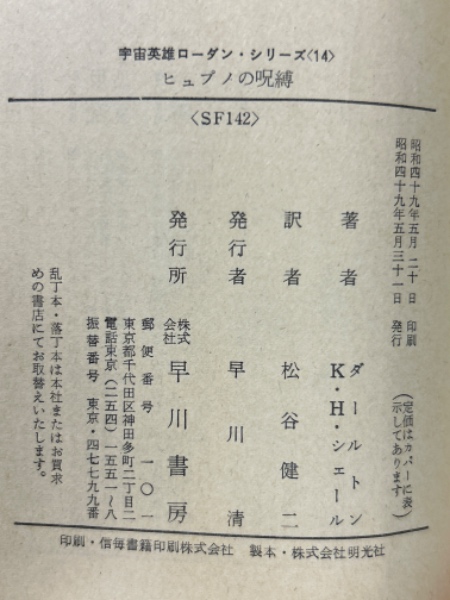 宇宙英雄ローダン・シリーズ〈14〉
ヒュプノの呪縛
〈SF142〉
昭和四十九年五月二十日　印刷
昭和四十九年五月三十一日　発行
（定価はカバーに表
示してあります）
著者　ダールトン
K・H・シェール
訳者　松谷健二
発行者　早川清
発行所　株式会社　早川書房
郵便番号　一〇一
東京都千代田区神田多町二丁目二
電話東京（二五四）一五五一〜八
振替番号　東京・四七七九九番
乱丁本・落丁本は本社またはお買求
めの書店にてお取替えいたします。
印刷・信毎書籍印刷株式会社　製本・株式会社明光社